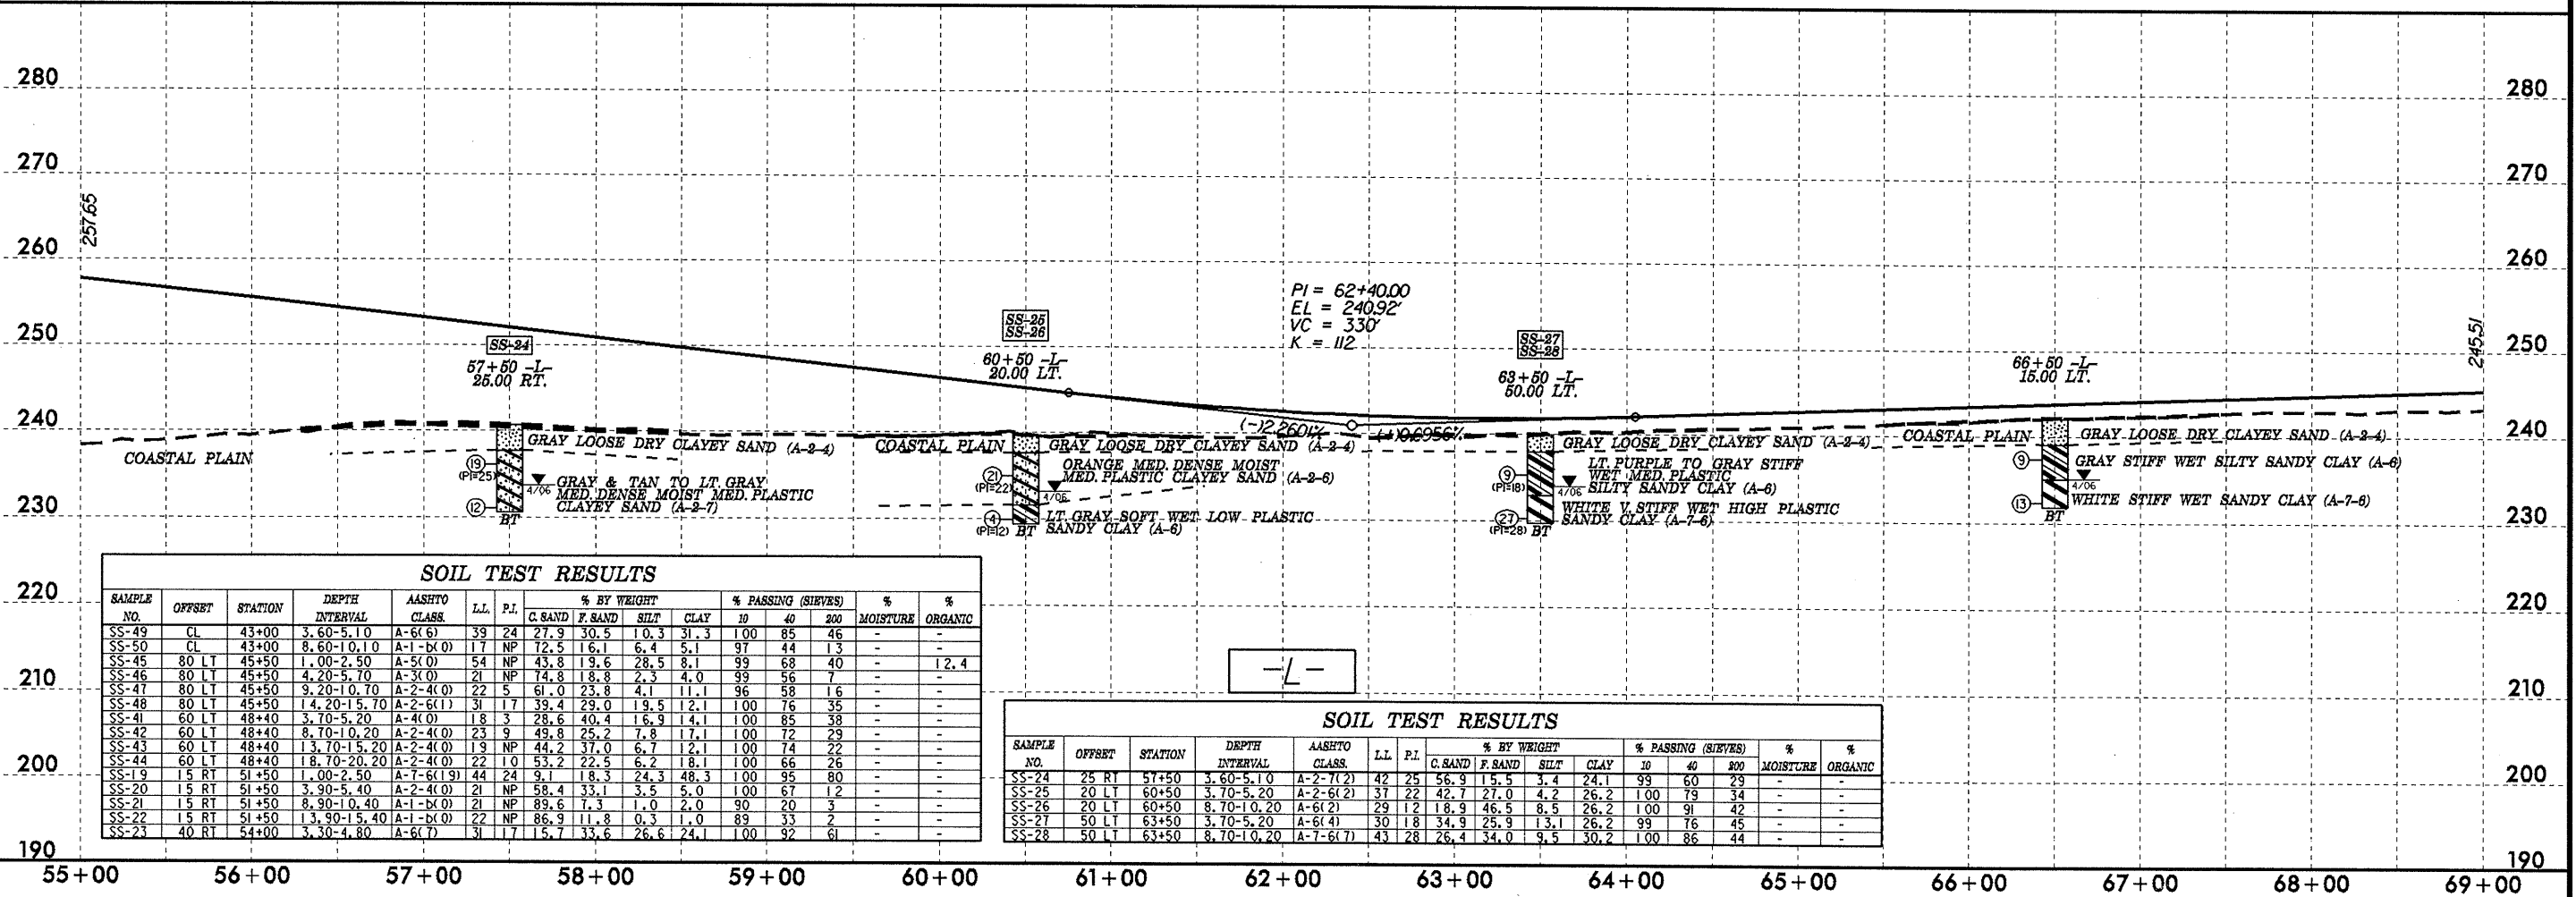 280 280
270 270
260 260
250 250
240 240
230 230
220 220
210 210
200 200
190 190
257.65
245.51
PI = 62+40.00
EL = 240.92'
VC = 330'
K = 112
(-)2.2601%
(+)0.6956%
SS-24
57+50 -L-
25.00 RT.
SS-25
SS-26
60+50 -L-
20.00 LT.
SS-27
SS-28
63+50 -L-
50.00 LT.
66+50 -L-
15.00 LT.
COASTAL PLAIN
GRAY LOOSE DRY CLAYEY SAND (A-2-4)
19
(PI=25)
4/06
GRAY & TAN TO LT. GRAY
MED. DENSE MOIST MED. PLASTIC
CLAYEY SAND (A-2-7)
12
BT
COASTAL PLAIN
GRAY LOOSE DRY CLAYEY SAND (A-2-4)
21
(PI=22)
4/06
ORANGE MED. DENSE MOIST
MED. PLASTIC CLAYEY SAND (A-2-6)
4
(PI=12)
BT
LT. GRAY SOFT WET LOW PLASTIC
SANDY CLAY (A-6)
GRAY LOOSE DRY CLAYEY SAND (A-2-4)
9
(PI=18)
4/06
LT. PURPLE TO GRAY STIFF
WET MED. PLASTIC
SILTY SANDY CLAY (A-6)
27
(PI=28)
BT
WHITE V. STIFF WET HIGH PLASTIC
SANDY CLAY (A-7-6)
COASTAL PLAIN
GRAY LOOSE DRY CLAYEY SAND (A-2-4)
9
GRAY STIFF WET SILTY SANDY CLAY (A-6)
4/06
13
WHITE STIFF WET SANDY CLAY (A-7-6)
BT
SOIL TEST RESULTS
SAMPLE NO. OFFSET STATION DEPTH INTERVAL AASHTO CLASS. L.L. P.I. % BY WEIGHT % PASSING (SIEVES) % MOISTURE % ORGANIC
C. SAND F. SAND SILT CLAY 10 40 200
SS-49 CL 43+00 3.60-5.10 A-6(6) 39 24 27.9 30.5 10.3 31.3 100 85 46 - -
SS-50 CL 43+00 8.60-10.10 A-1-b(0) 17 NP 72.5 16.1 6.4 5.1 97 44 13 - -
SS-45 80 LT 45+50 1.00-2.50 A-5(0) 54 NP 43.8 19.6 28.5 8.1 99 68 40 - 12.4
SS-46 80 LT 45+50 4.20-5.70 A-3(0) 21 NP 74.8 18.8 2.3 4.0 99 56 7 - -
SS-47 80 LT 45+50 9.20-10.70 A-2-4(0) 22 5 61.0 23.8 4.1 11.1 96 58 16 - -
SS-48 80 LT 45+50 14.20-15.70 A-2-6(1) 31 17 39.4 29.0 19.5 12.1 100 76 35 - -
SS-41 60 LT 48+40 3.70-5.20 A-4(0) 18 3 28.6 40.4 16.9 14.1 100 85 38 - -
SS-42 60 LT 48+40 8.70-10.20 A-2-4(0) 23 9 49.8 25.2 7.8 17.1 100 72 29 - -
SS-43 60 LT 48+40 13.70-15.20 A-2-4(0) 19 NP 44.2 37.0 6.7 12.1 100 74 22 - -
SS-44 60 LT 48+40 18.70-20.20 A-2-4(0) 22 10 53.2 22.5 6.2 18.1 100 66 26 - -
SS-19 15 RT 51+50 1.00-2.50 A-7-6(19) 44 24 9.1 18.3 24.3 48.3 100 95 80 - -
SS-20 15 RT 51+50 3.90-5.40 A-2-4(0) 21 NP 58.4 33.1 3.5 5.0 100 67 12 - -
SS-21 15 RT 51+50 8.90-10.40 A-1-b(0) 21 NP 89.6 7.3 1.0 2.0 90 20 3 - -
SS-22 15 RT 51+50 13.90-15.40 A-1-b(0) 22 NP 86.9 11.8 0.3 1.0 89 33 2 - -
SS-23 40 RT 54+00 3.30-4.80 A-6(7) 31 17 15.7 33.6 26.6 24.1 100 92 61 - -
-L-
SOIL TEST RESULTS
SAMPLE NO. OFFSET STATION DEPTH INTERVAL AASHTO CLASS. L.L. P.I. % BY WEIGHT % PASSING (SIEVES) % MOISTURE % ORGANIC
C. SAND F. SAND SILT CLAY 10 40 200
SS-24 25 RT 57+50 3.60-5.10 A-2-7(2) 42 25 56.9 15.5 3.4 24.1 99 60 29 - -
SS-25 20 LT 60+50 3.70-5.20 A-2-6(2) 37 22 42.7 27.0 4.2 26.2 100 79 34 - -
SS-26 20 LT 60+50 8.70-10.20 A-6(2) 29 12 18.9 46.5 8.5 26.2 100 91 42 - -
SS-27 50 LT 63+50 3.70-5.20 A-6(4) 30 18 34.9 25.9 13.1 26.2 99 76 45 - -
SS-28 50 LT 63+50 8.70-10.20 A-7-6(7) 43 28 26.4 34.0 9.5 30.2 100 86 44 - -
55+00 56+00 57+00 58+00 59+00 60+00 61+00 62+00 63+00 64+00 65+00 66+00 67+00 68+00 69+00